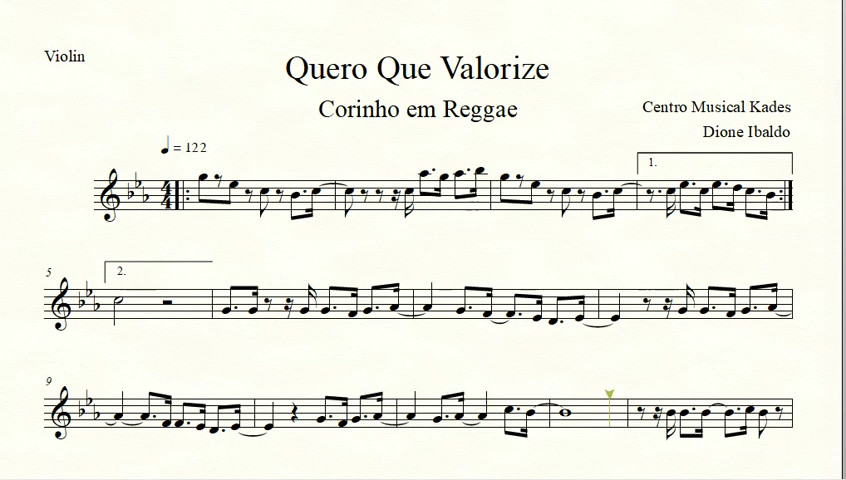 Violin
Quero Que Valorize
Corinho em Reggae
Centro Musical Kades
Dione Ibaldo
= 122
1.
5
2.
9